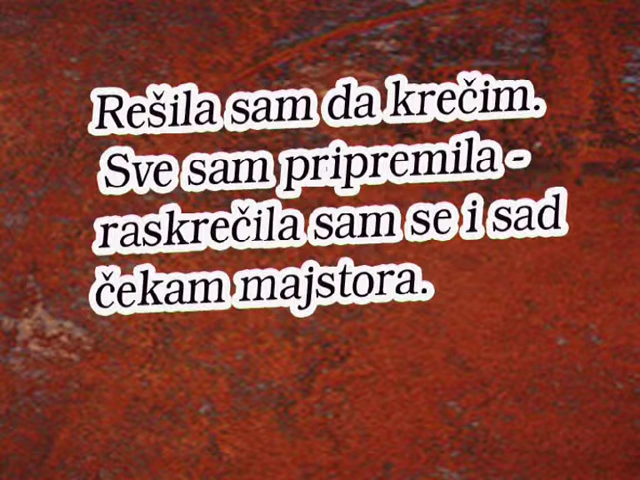 Rešila sam da krečim.
Sve sam pripremila -
raskrečila sam se i sad
čekam majstora.